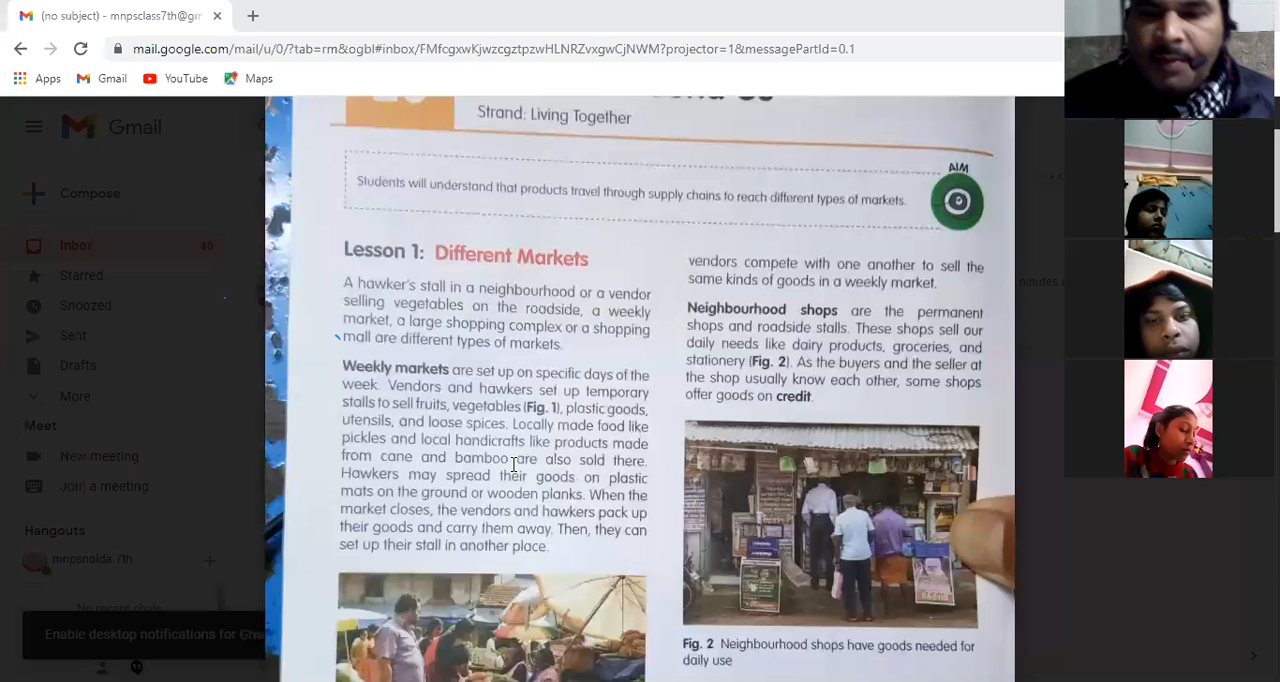 (no subject) - mnpsclass7th@gm
mail.google.com/mail/u/0/?tab=rm&ogbl#inbox/FMfcgxwKjwzcgztpzwHLNRZvxgwCjNWM?projector=1&messagePartId=0.1
Apps
Gmail
YouTube
Maps
Gmail
Compose
Inbox 40
Starred
Snoozed
Sent
Drafts
More
Meet
New meeting
Join a meeting
Hangouts
mnpsnoida 7th
No recent chats
Enable desktop notifications for
Strand: Living Together
AIM
Students will understand that products travel through supply chains to reach different types of markets.
Lesson 1: Different Markets
A hawker's stall in a neighbourhood or a vendor
selling vegetables on the roadside, a weekly
market, a large shopping complex or a shopping
mall are different types of markets.
Weekly markets are set up on specific days of the
week. Vendors and hawkers set up temporary
stalls to sell fruits, vegetables (Fig. 1), plastic goods,
utensils, and loose spices. Locally made food like
pickles and local handicrafts like products made
from cane and bamboo are also sold there.
Hawkers may spread their goods on plastic
mats on the ground or wooden planks. When the
market closes, the vendors and hawkers pack up
their goods and carry them away. Then, they can
set up their stall in another place.
vendors compete with one another to sell the
same kinds of goods in a weekly market.
Neighbourhood shops are the permanent
shops and roadside stalls. These shops sell our
daily needs like dairy products, groceries, and
stationery (Fig. 2). As the buyers and the seller at
the shop usually know each other, some shops
offer goods on credit.
Fig. 2 Neighbourhood shops have goods needed for
daily use